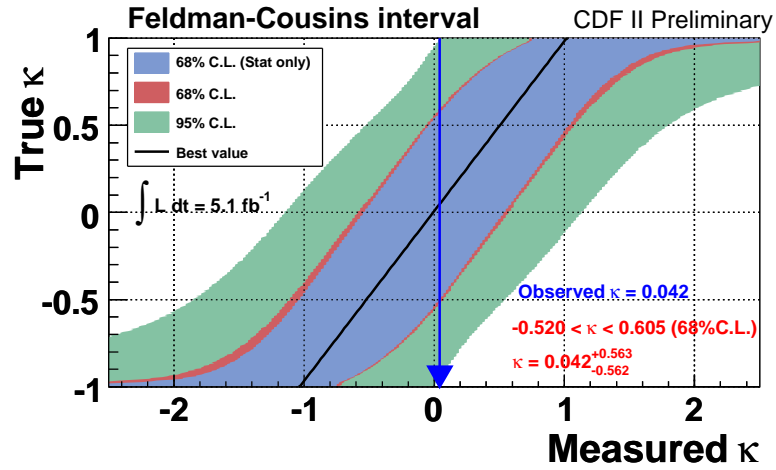 Feldman-Cousins interval
CDF II Preliminary
True κ
1
0.5
0
-0.5
-1
68% C.L. (Stat only)
68% C.L.
95% C.L.
Best value
∫ L dt = 5.1 fb⁻¹
Observed κ = 0.042
-0.520 < κ < 0.605 (68%C.L.)
κ = 0.042 +0.563 -0.562
-2 -1 0 1 2
Measured κ